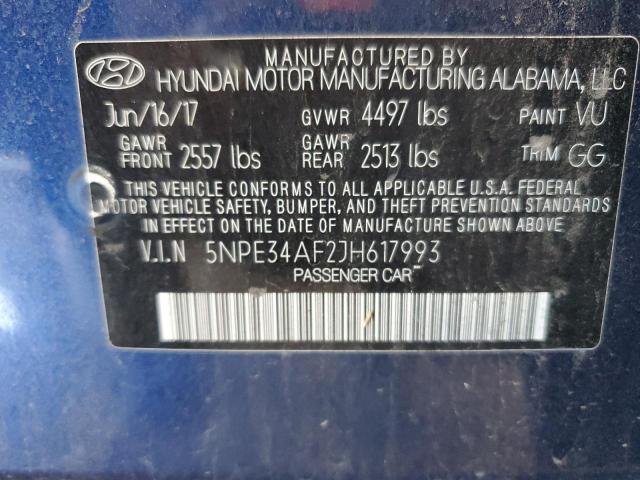 MANUFACTURED BY
HYUNDAI MOTOR MANUFACTURING ALABAMA, LLC
Jun/16/17 GVWR 4497 lbs PAINT VU
GAWR FRONT 2557 lbs GAWR REAR 2513 lbs TRIM GG
THIS VEHICLE CONFORMS TO ALL APPLICABLE U.S.A. FEDERAL
MOTOR VEHICLE SAFETY, BUMPER, AND THEFT PREVENTION STANDARDS
IN EFFECT ON THE DATE OF MANUFACTURE SHOWN ABOVE.
V.I.N 5NPE34AF2JH617993
PASSENGER CAR